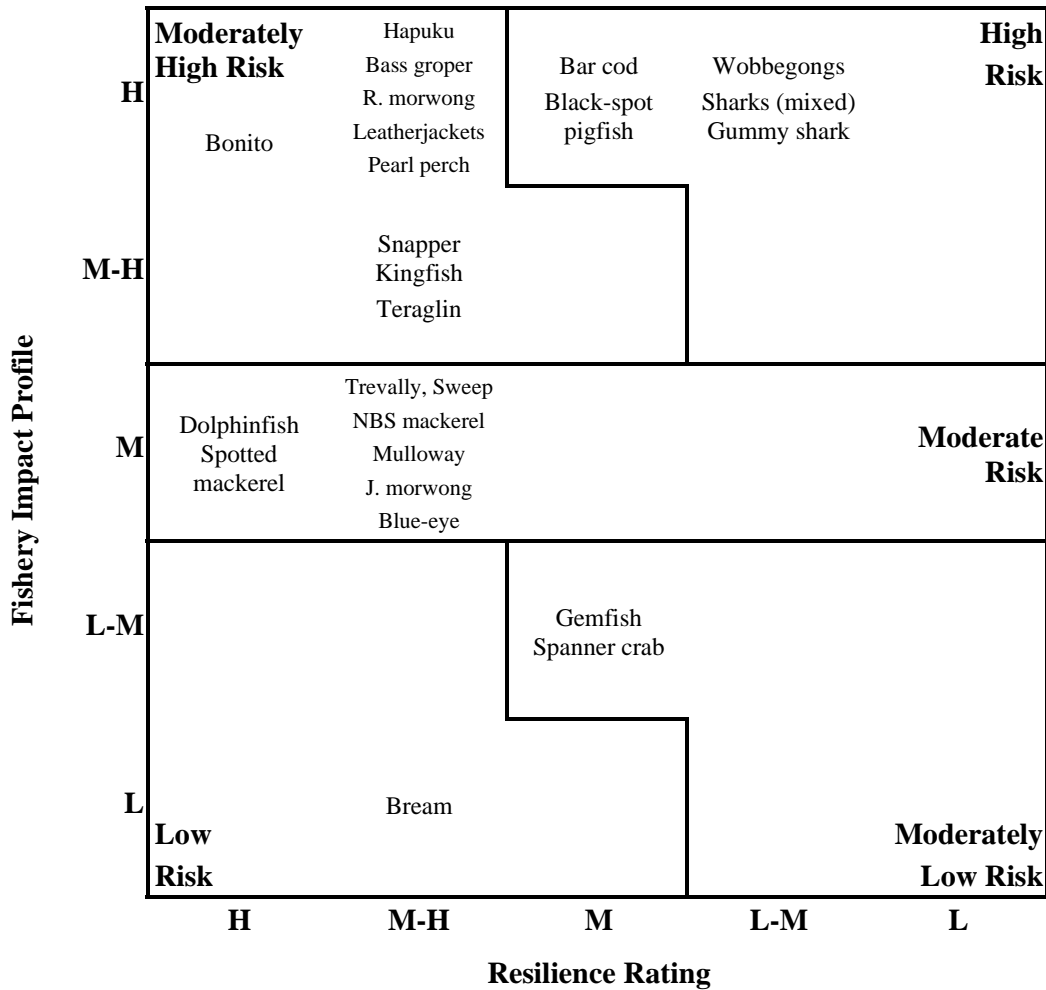 Moderately
High Risk
Hapuku
Bass groper
R. morwong
Leatherjackets
Pearl perch
Bonito
Bar cod
Black-spot
pigfish
Wobbegongs
Sharks (mixed)
Gummy shark
High
Risk
H
Snapper
Kingfish
Teraglin
M-H
Fishery Impact Profile
Dolphinfish
Spotted
mackerel
Trevally, Sweep
NBS mackerel
Mulloway
J. morwong
Blue-eye
Moderate
Risk
M
Gemfish
Spanner crab
L-M
Bream
L
Low
Risk
Moderately
Low Risk
H M-H M L-M L
Resilience Rating